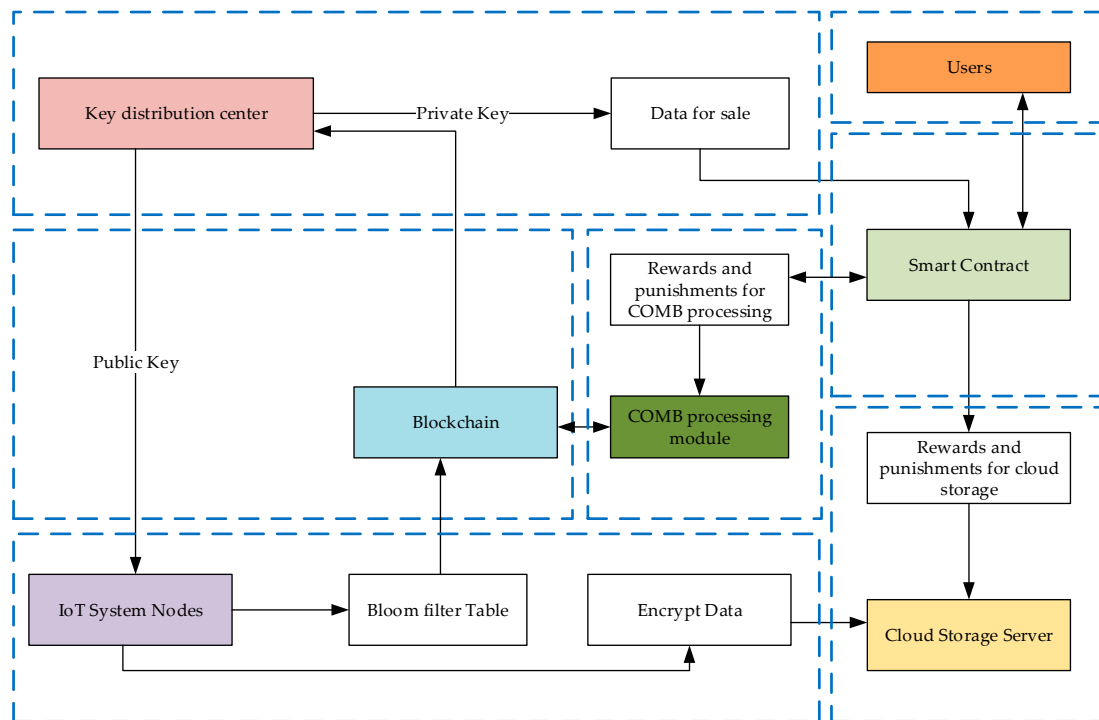 Users
Key distribution center
Private Key
Data for sale
Smart Contract
Rewards and
punishments for
COMB processing
Public Key
Blockchain
COMB processing
module
Rewards and
punishments for cloud
storage
IoT System Nodes
Bloom filter Table
Encrypt Data
Cloud Storage Server